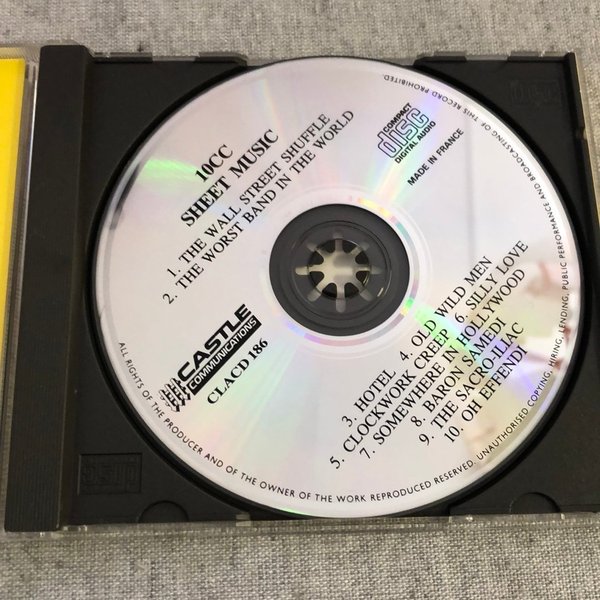 10CC
SHEET MUSIC
1. THE WALL STREET SHUFFLE
2. THE WORST BAND IN THE WORLD
COMPACT
disc
DIGITAL AUDIO
MADE IN FRANCE
CASTLE
COMMUNICATIONS
CLACD 186
3. HOTEL 4. OLD WILD MEN
5. CLOCKWORK CREEP 6. SILLY LOVE
7. SOMEWHERE IN HOLLYWOOD
8. BARON SAMEDI
9. THE SACRO-ILIAC
10. OH EFFENDI
ALL RIGHTS OF THE PRODUCER AND OF THE OWNER OF THE WORK REPRODUCED RESERVED. UNAUTHORISED COPYING, HIRING, LENDING, PUBLIC PERFORMANCE AND BROADCASTING OF THIS RECORD PROHIBITED.
disc